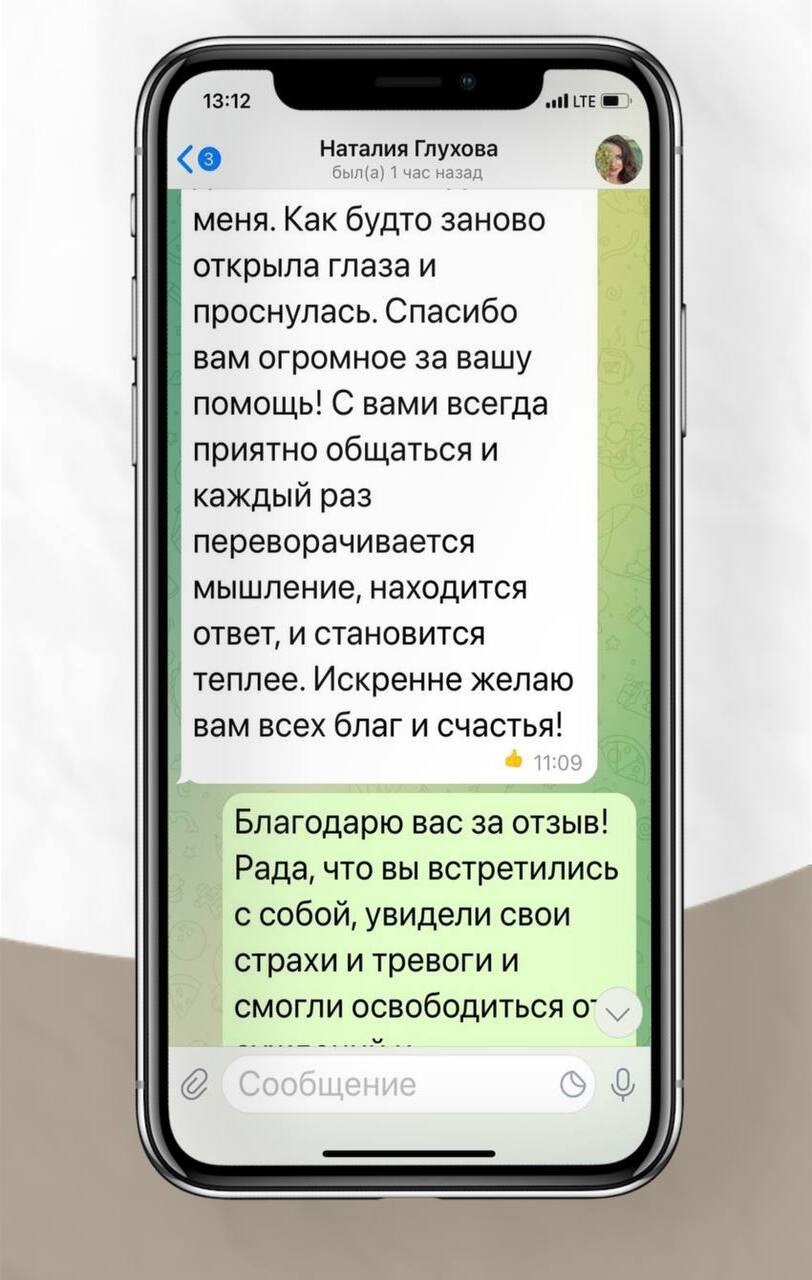 13:12
LTE
3
Наталия Глухова
был(а) 1 час назад
меня. Как будто заново
открыла глаза и
проснулась. Спасибо
вам огромное за вашу
помощь! С вами всегда
приятно общаться и
каждый раз
переворачивается
мышление, находится
ответ, и становится
теплее. Искренне желаю
вам всех благ и счастья!
11:09
Благодарю вас за отзыв!
Рада, что вы встретились
с собой, увидели свои
страхи и тревоги и
смогли освободиться от
Сообщение